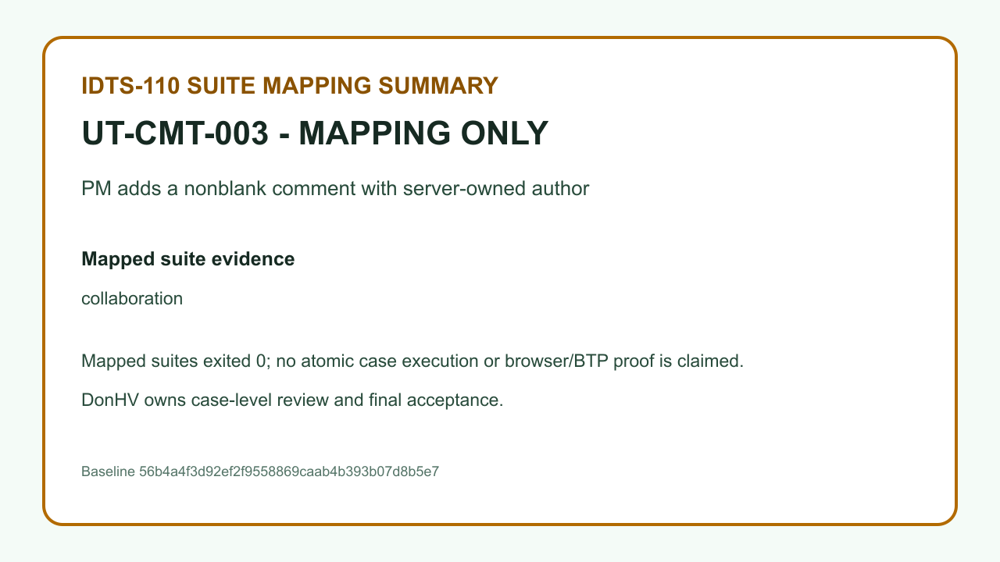 IDTS-110 SUITE MAPPING SUMMARY
UT-CMT-003 - MAPPING ONLY
PM adds a nonblank comment with server-owned author
Mapped suite evidence
collaboration
Mapped suites exited 0; no atomic case execution or browser/BTP proof is claimed.
DonHV owns case-level review and final acceptance.
Baseline 56b4a4f3d92ef2f9558869caab4b393b07d8b5e7